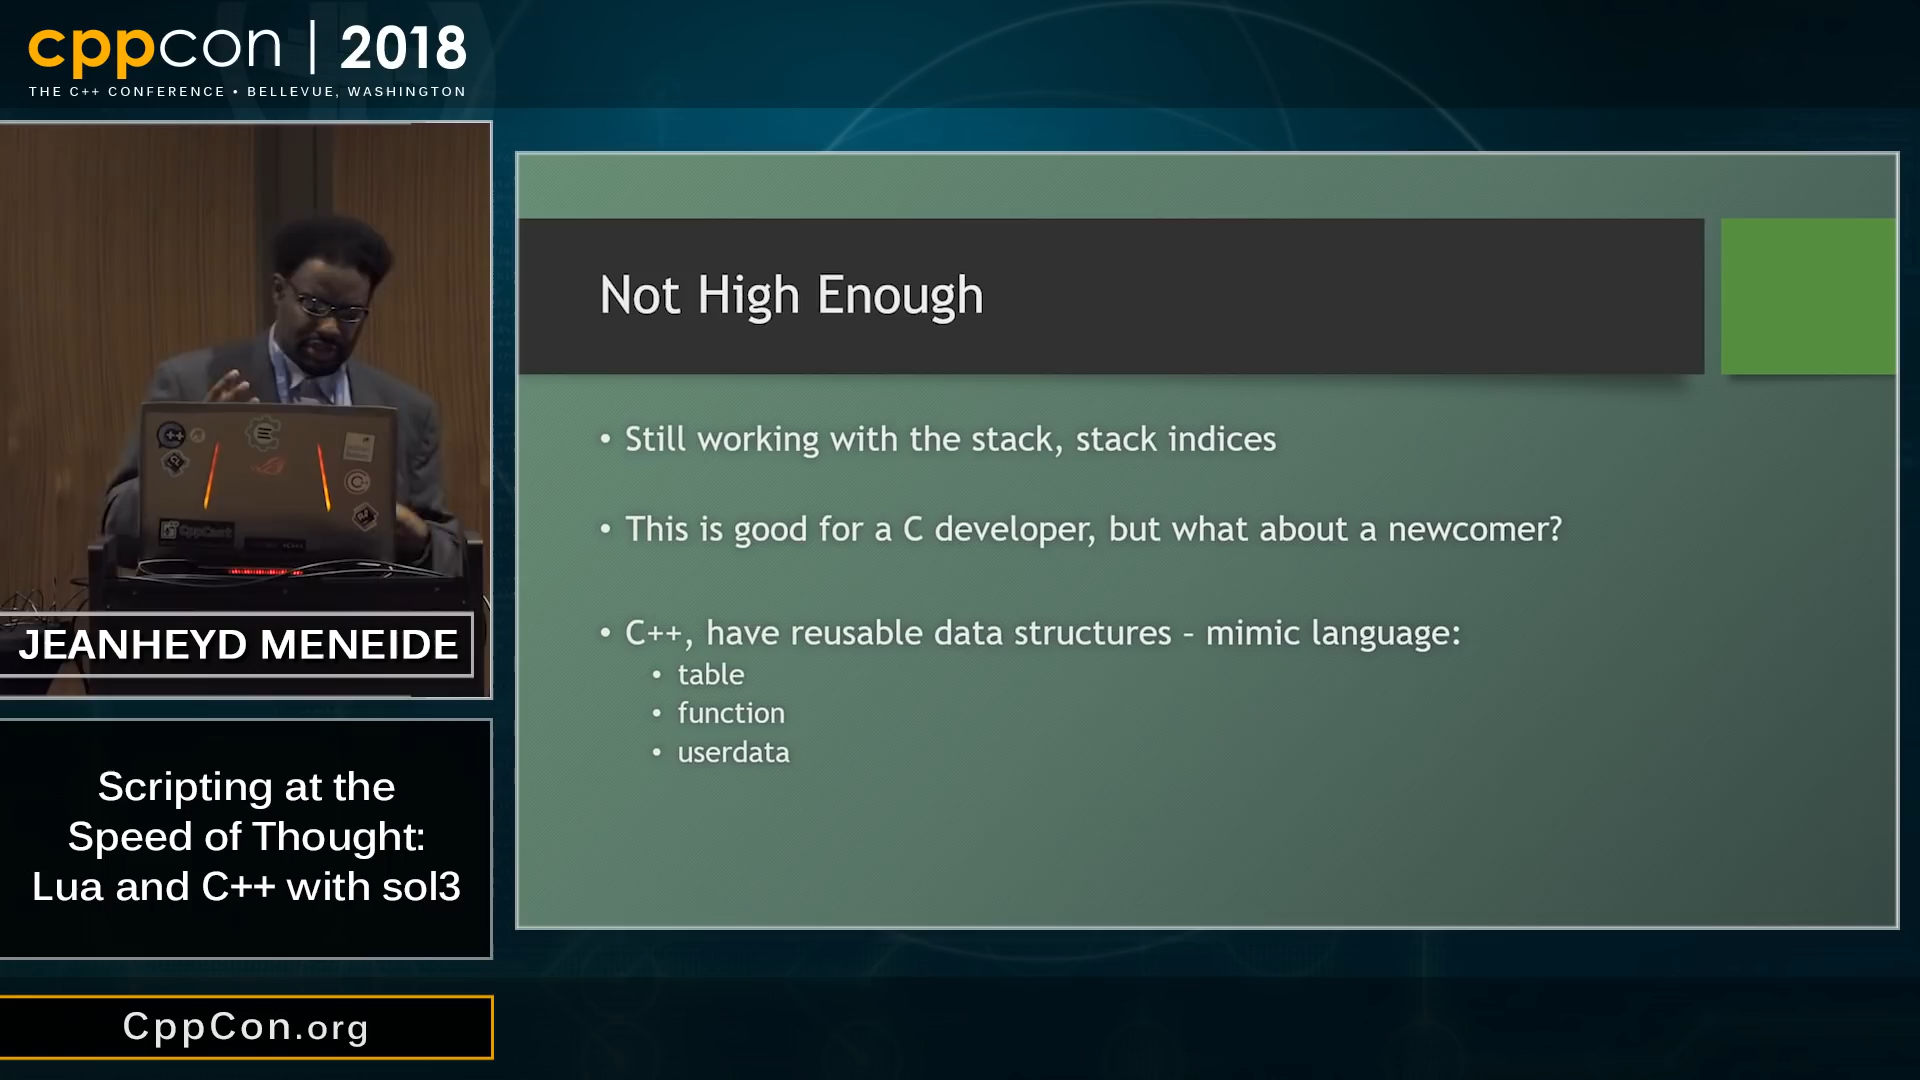 cppcon | 2018
THE C++ CONFERENCE • BELLEVUE, WASHINGTON
Not High Enough
• Still working with the stack, stack indices
• This is good for a C developer, but what about a newcomer?
• C++, have reusable data structures – mimic language:
• table
• function
• userdata
C++
CppCast
JEANHEYD MENEIDE
Scripting at the
Speed of Thought:
Lua and C++ with sol3
CppCon.org